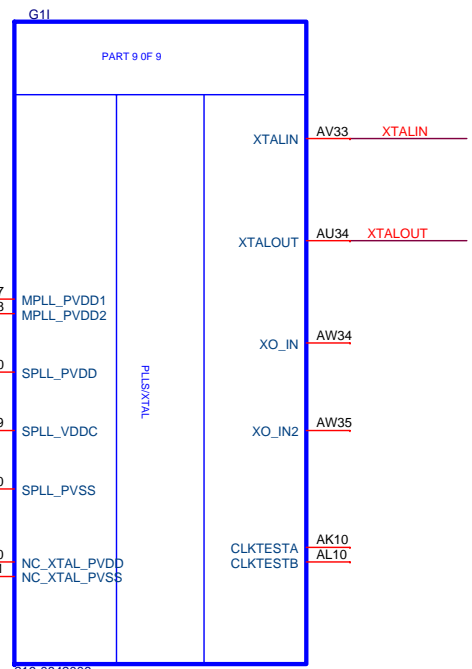 G1I
PART 9 0F 9
XTALIN AV33 XTALIN
XTALOUT AU34 XTALOUT
MPLL_PVDD1
MPLL_PVDD2
XO_IN AW34
SPLL_PVDD
PLLS/XTAL
SPLL_VDDC
XO_IN2 AW35
SPLL_PVSS
CLKTESTA AK10
CLKTESTB AL10
NC_XTAL_PVDD
NC_XTAL_PVSS